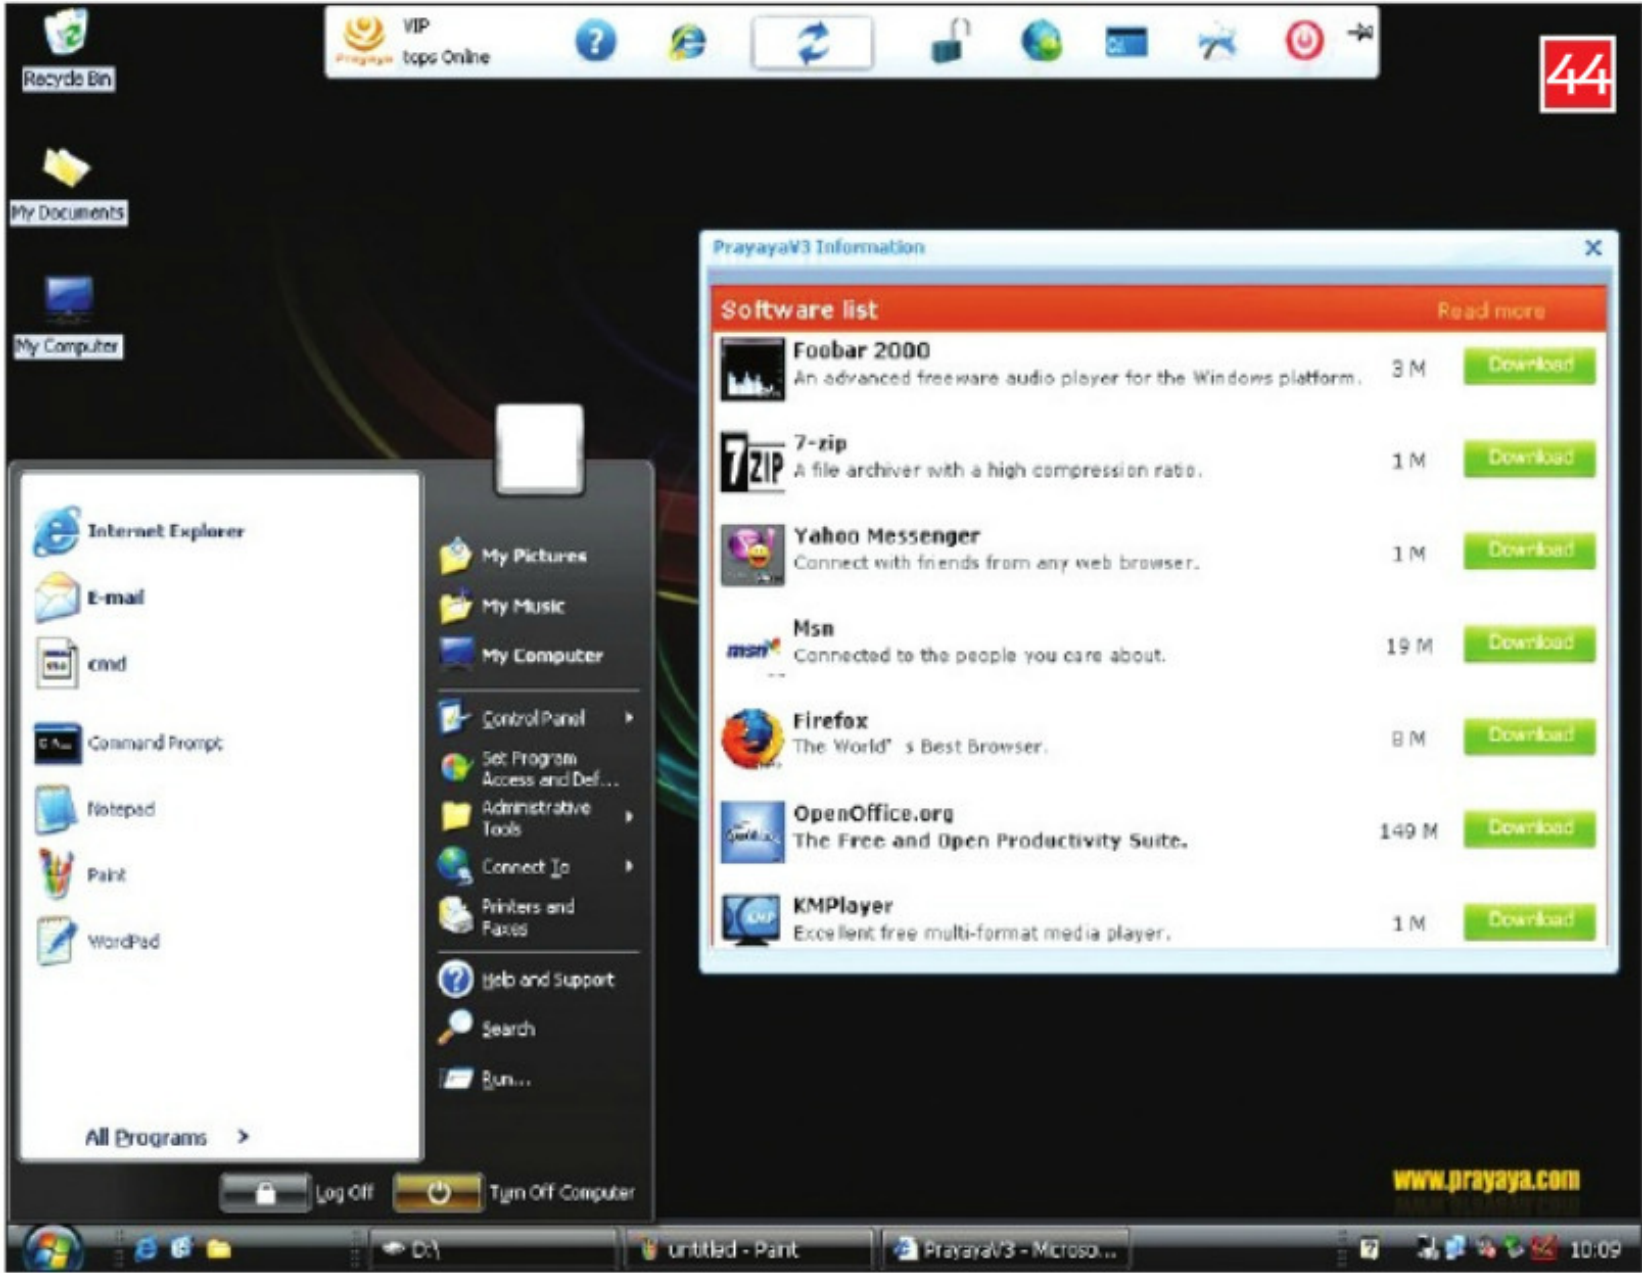 Recycle Bin
My Documents
My Computer
Prayaya
VIP
tops Online
44
PrayayaV3 Information
Software list
Read more
Foobar 2000
An advanced freeware audio player for the Windows platform.
3 M
Download
7-zip
A file archiver with a high compression ratio.
1 M
Download
7 ZIP
Yahoo Messenger
Connect with friends from any web browser.
1 M
Download
msn
Msn
Connected to the people you care about.
19 M
Download
Firefox
The World's Best Browser.
8 M
Download
OpenOffice.org
The Free and Open Productivity Suite.
149 M
Download
KMP
KMPlayer
Excellent free multi-format media player.
1 M
Download
Internet Explorer
E-mail
cmd
Command Prompt
Notepad
Paint
WordPad
All Programs
My Pictures
My Music
My Computer
Control Panel
Set Program
Access and Def...
Administrative
Tools
Connect To
Printers and
Faxes
Help and Support
Search
Run...
Log Off
Turn Off Computer
www.prayaya.com
D:\
untitled - Paint
PrayayaV3 - Microso...
10:09